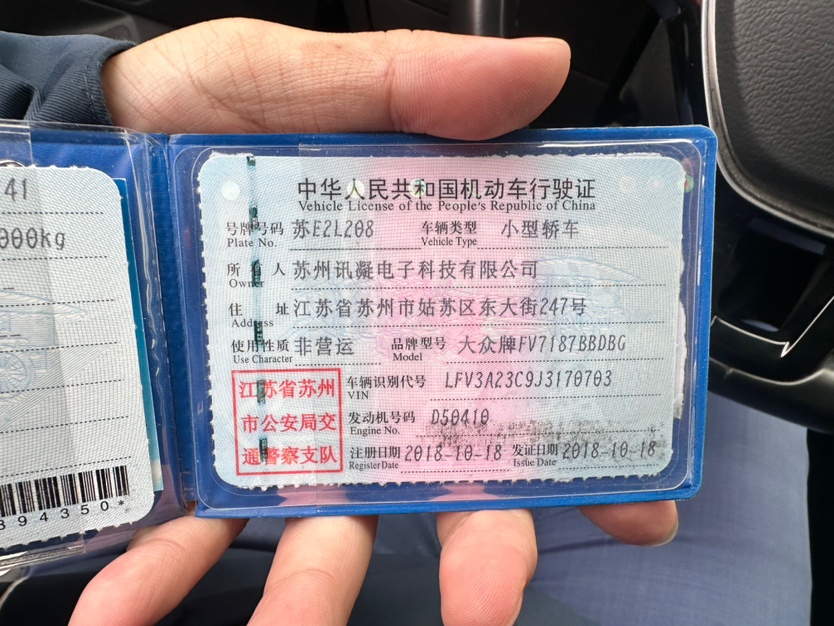 41
000kg
394350*
中华人民共和国机动车行驶证
Vehicle License of the People's Republic of China
号牌号码 苏E2L208 车辆类型 小型轿车
Plate No. Vehicle Type
所有人 苏州讯凝电子科技有限公司
Owner
住址 江苏省苏州市姑苏区东大街247号
Address
使用性质 非营运 品牌型号 大众牌FV7187BBDBG
Use Character Model
江苏省苏州
市公安局交
通警察支队
车辆识别代号 LFV3A23C9J3170703
VIN
发动机号码 D50410
Engine No.
注册日期 2018-10-18 发证日期 2018-10-18
Register Date Issue Date